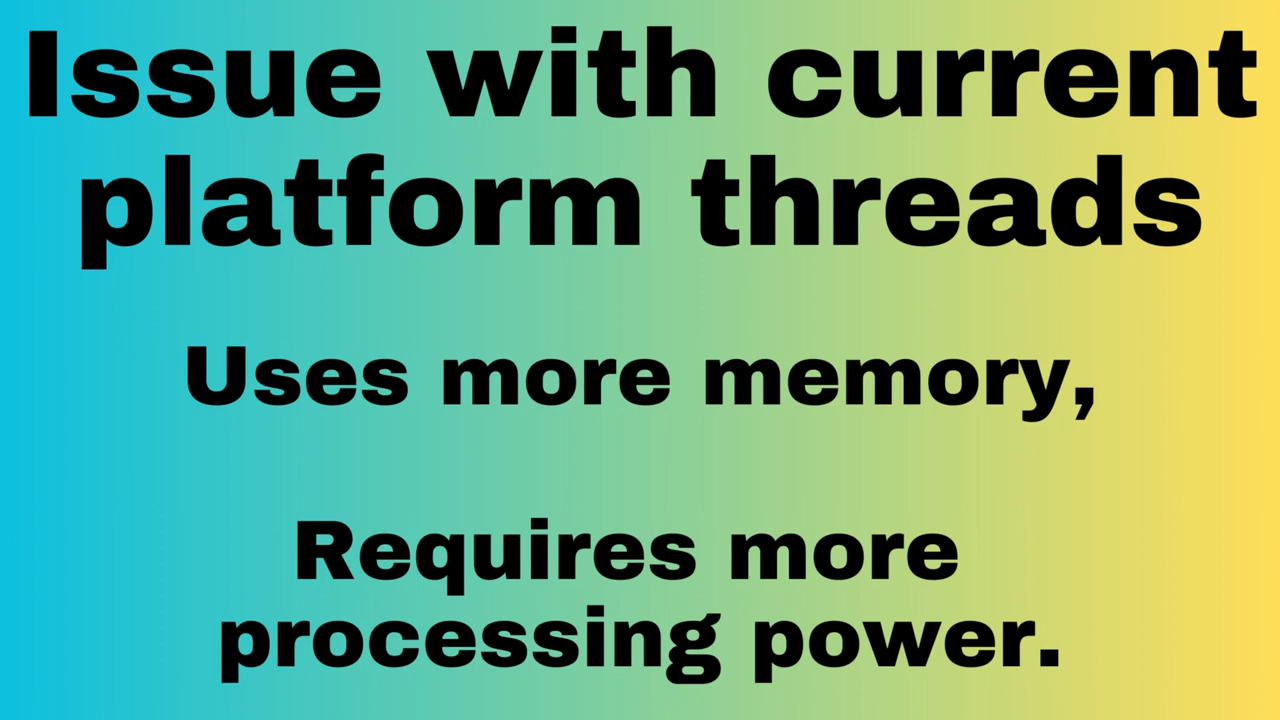 Issue with current
platform threads
Uses more memory,
Requires more
processing power.